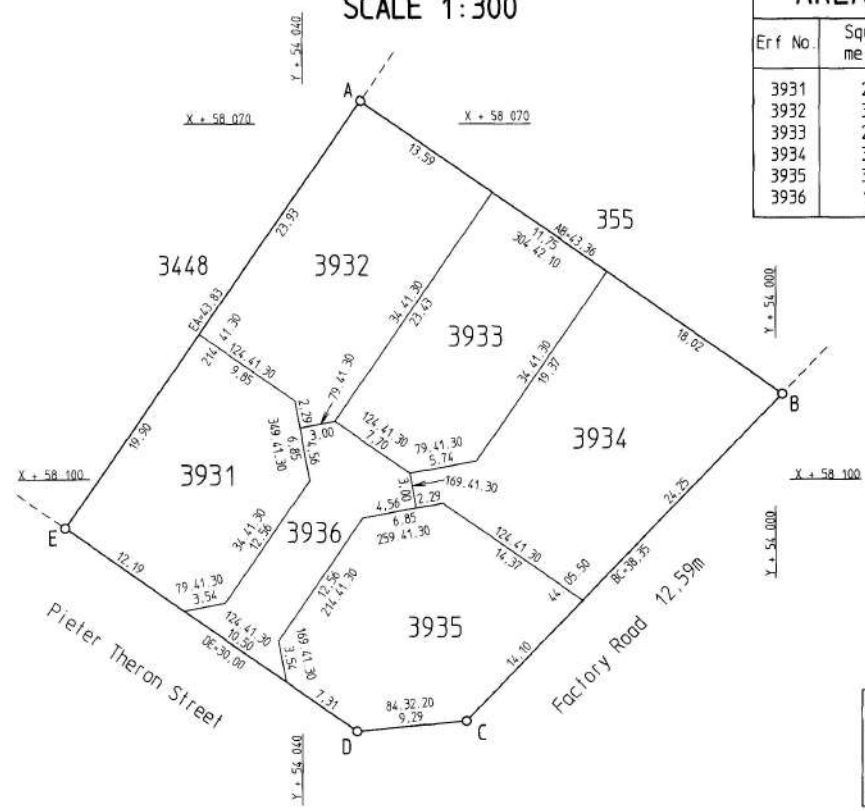 SCALE 1:300
AREA
Erf No.
3931
3932
3933
3934
3935
3936
Y + 54 040
A
X + 58 070
X + 58 070
13.59
355
AB=43.36
11,75
304 42 10
23.93
3448
3932
EA=43.83
214 41.30
34 41.30
23.43
3933
Y + 54 000
18.02
34 41.30
19.37
124.41.30
9.85
79 41.30
2.29
3,00
B
349 41.30
6,85
4,56
124.41.30
7,70
79.41.30
5.74
3934
19.90
3931
3,00
169.41.30
X + 58 100
X + 58 100
24.25
4,56
2.29
6.85
259 41.30
3936
34 41.30
12.56
E
Y + 54 000
124 41.30
14.37
44 05.50
BC=38,35
12.19
79 41.30
3.54
12.56
214 41.30
3935
Factory Road 12,59m
Pieter Theron Street
124 41.30
10.50
DE=30.00
169 41.30
3.54
14,10
7,31
84.32.20
9,29
D
C
Y + 54 040